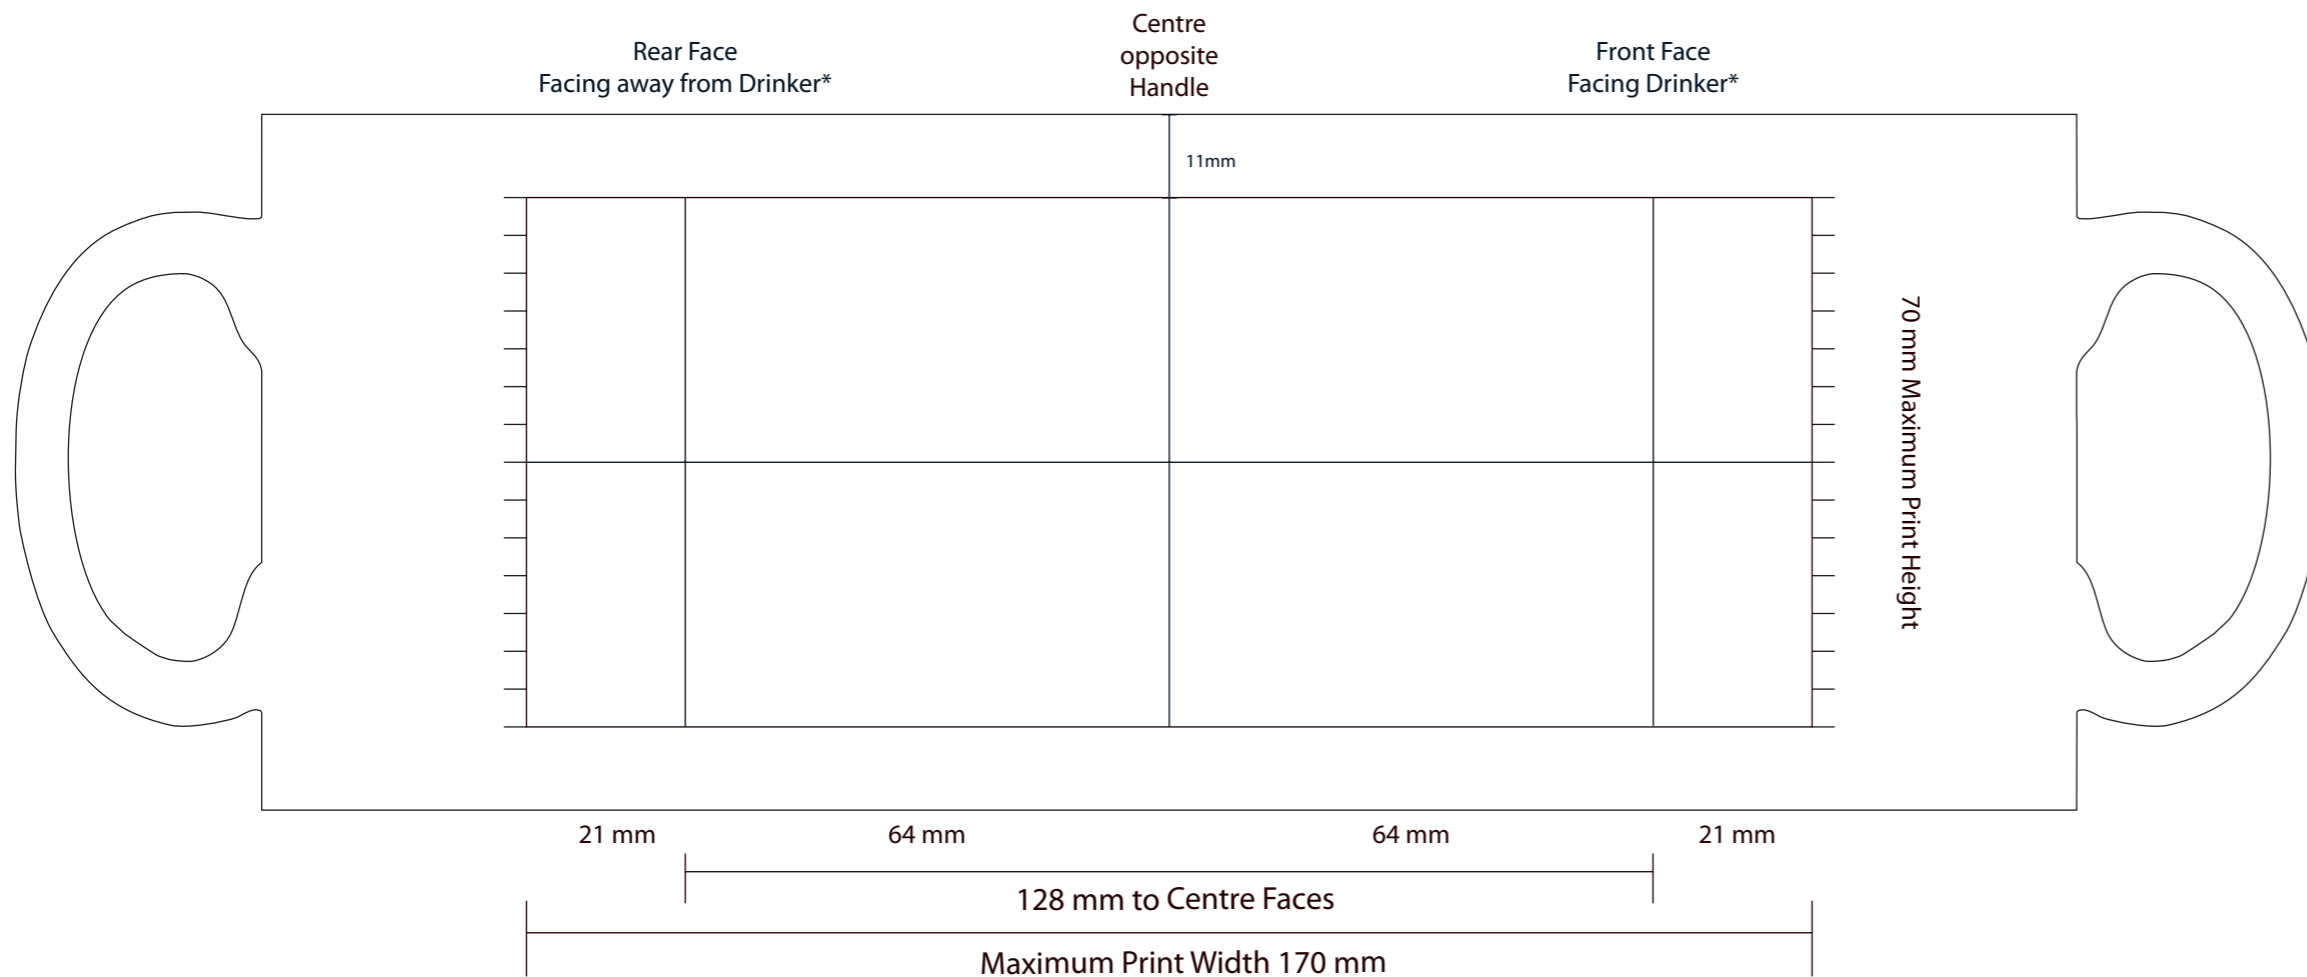 Rear Face
Facing away from Drinker*
Centre
opposite
Handle
Front Face
Facing Drinker*
11mm
70 mm Maximum Print Height
21 mm
64 mm
64 mm
21 mm
128 mm to Centre Faces
Maximum Print Width 170 mm